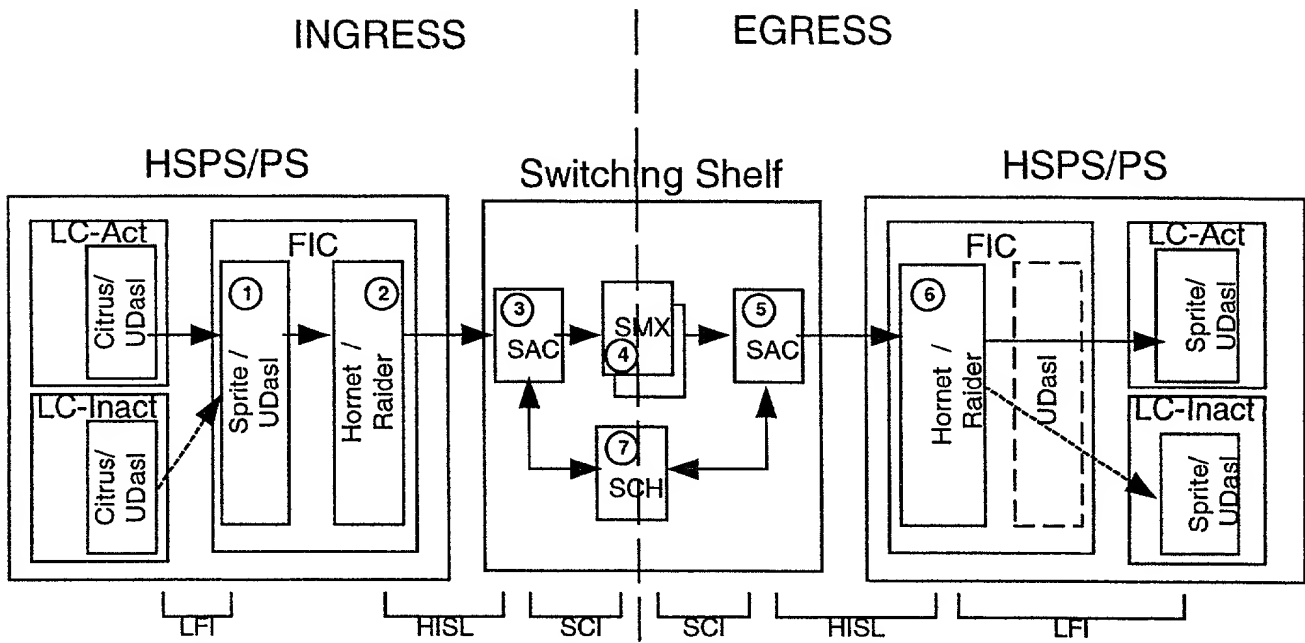 INGRESS
EGRESS
HSPS/PS
Switching Shelf
HSPS/PS
LC-Act
Citrus/
UDasl
LC-Inact
Citrus/
UDasl
FIC
1
Sprite /
UDasl
2
Hornet /
Raider
3
SAC
SMX
4
5
SAC
7
SCH
FIC
6
Hornet /
Raider
UDasl
LC-Act
Sprite/
UDasl
LC-Inact
Sprite/
UDasl
LFI
HISL
SCI
SCI
HISL
LFI